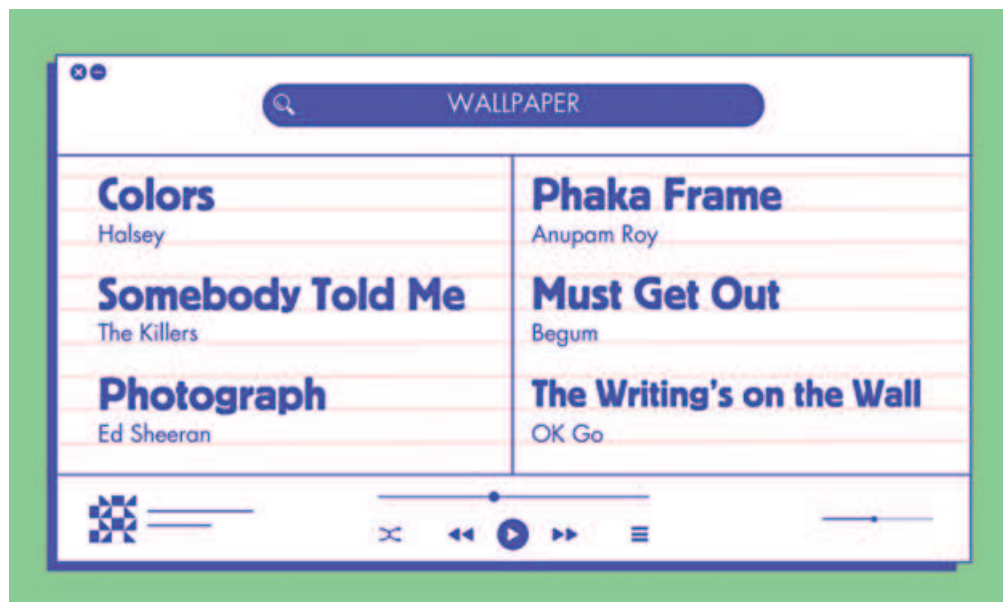 WALLPAPER
Colors
Halsey
Somebody Told Me
The Killers
Photograph
Ed Sheeran
Phaka Frame
Anupam Roy
Must Get Out
Begum
The Writing's on the Wall
OK Go